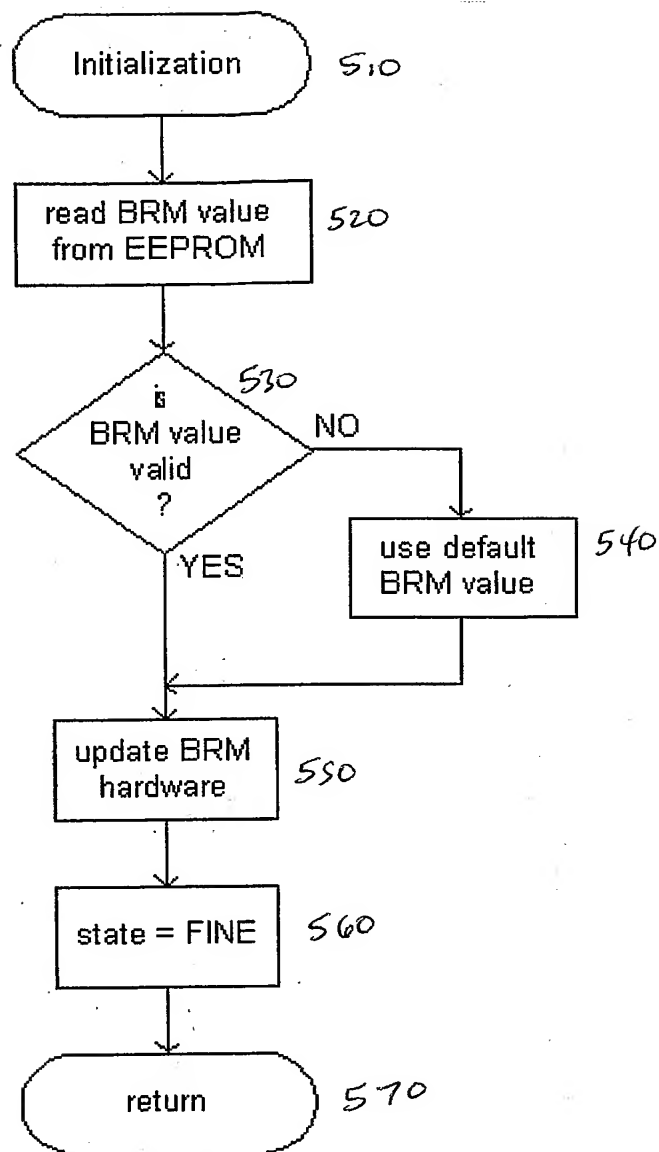 Initialization
510
read BRM value
from EEPROM
520
530
is
BRM value
valid
?
NO
YES
use default
BRM value
540
update BRM
hardware
550
state = FINE
560
return
570